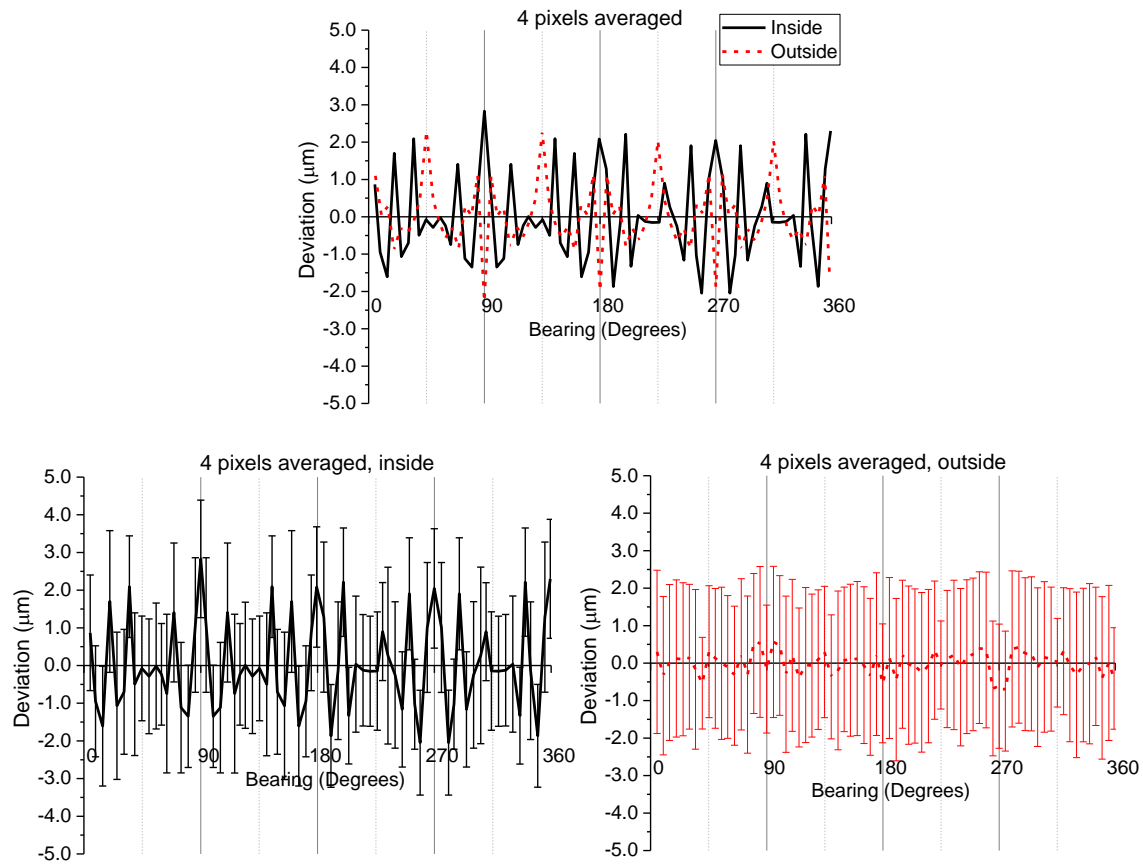 4 pixels averaged
Inside
Outside
5.0
4.0
3.0
2.0
1.0
0.0
-1.0
-2.0
-3.0
-4.0
-5.0
Deviation (μm)
0 90 180 270 360
Bearing (Degrees)
4 pixels averaged, inside
5.0
4.0
3.0
2.0
1.0
0.0
-1.0
-2.0
-3.0
-4.0
-5.0
Deviation (μm)
0 90 180 270 360
Bearing (Degrees)
4 pixels averaged, outside
5.0
4.0
3.0
2.0
1.0
0.0
-1.0
-2.0
-3.0
-4.0
-5.0
Deviation (μm)
0 90 180 270 360
Bearing (Degrees)